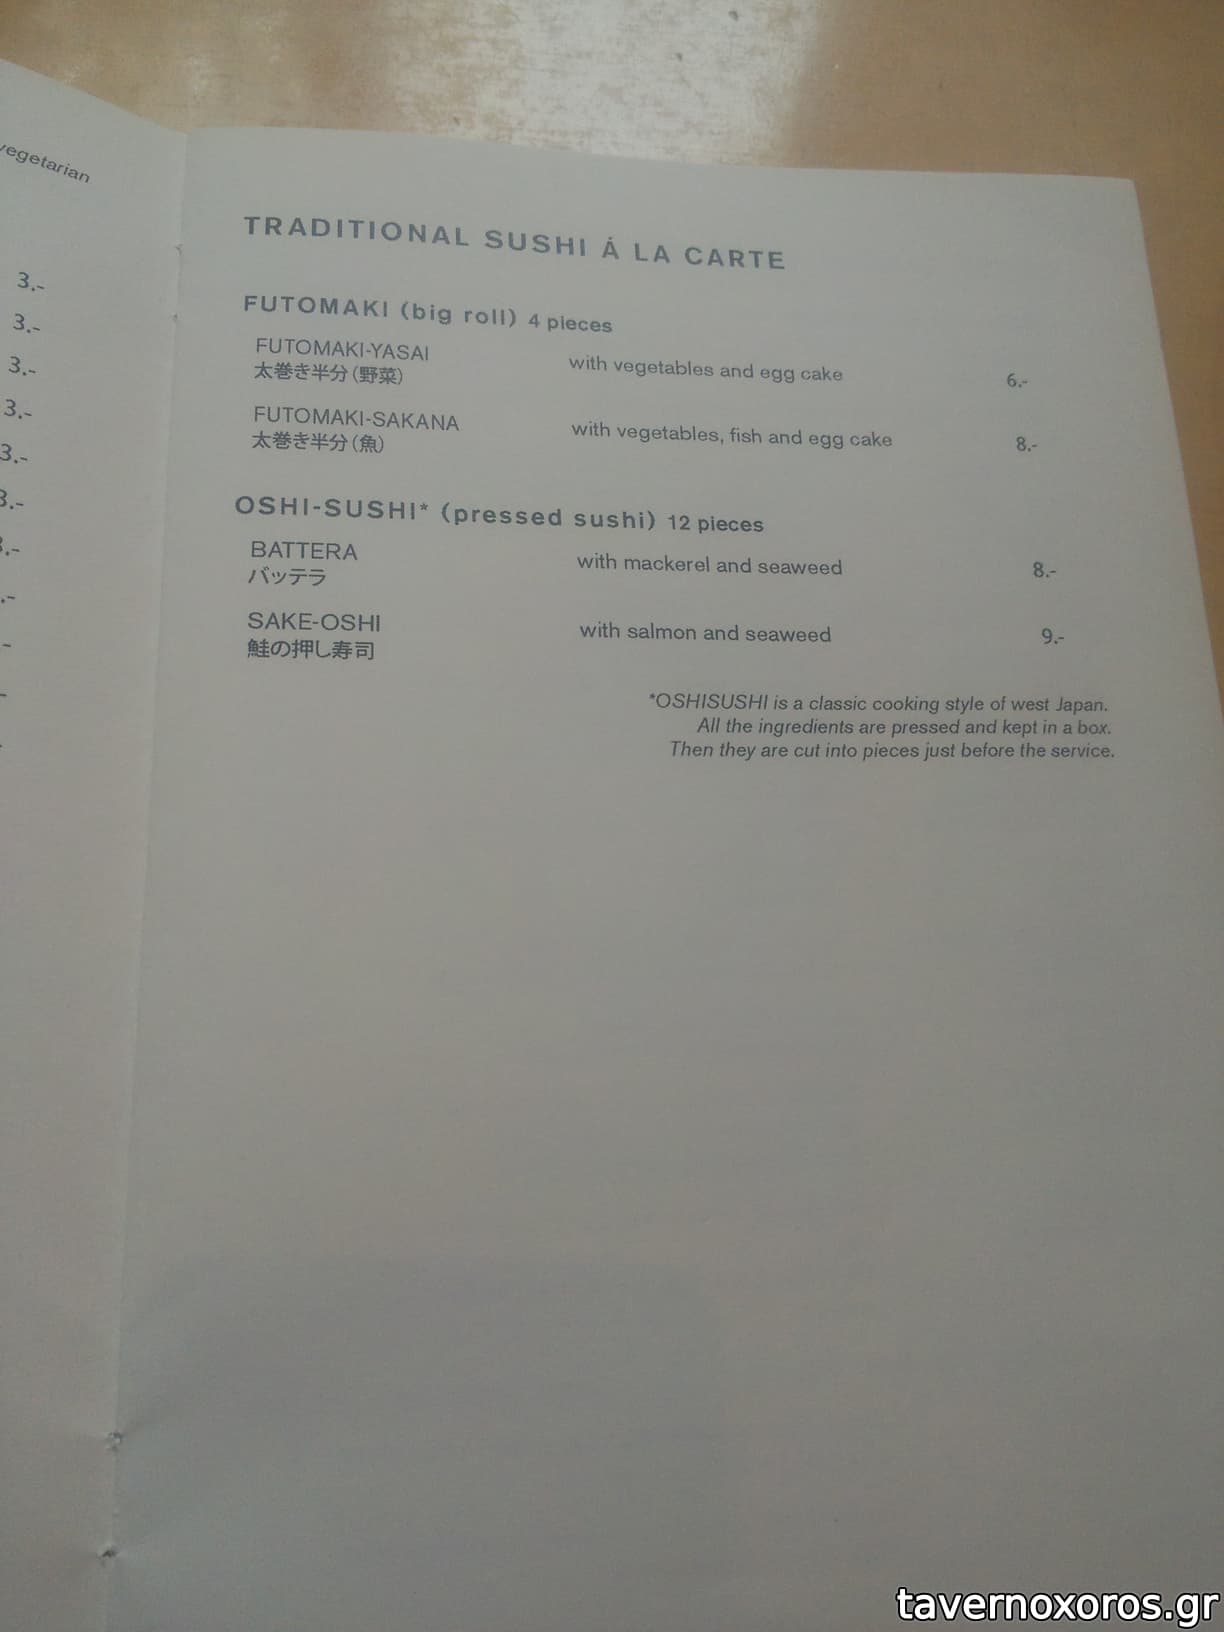 vegetarian
3.-
3.-
3.-
3.-
3.-
TRADITIONAL SUSHI Á LA CARTE
FUTOMAKI (big roll) 4 pieces
FUTOMAKI-YASAI with vegetables and egg cake 6.-
太巻き半分(野菜)
FUTOMAKI-SAKANA with vegetables, fish and egg cake 8.-
太巻き半分(魚)
OSHI-SUSHI* (pressed sushi) 12 pieces
BATTERA with mackerel and seaweed 8.-
バッテラ
SAKE-OSHI with salmon and seaweed 9.-
鮭の押し寿司
*OSHISUSHI is a classic cooking style of west Japan.
All the ingredients are pressed and kept in a box.
Then they are cut into pieces just before the service.
tavernoxoros.gr